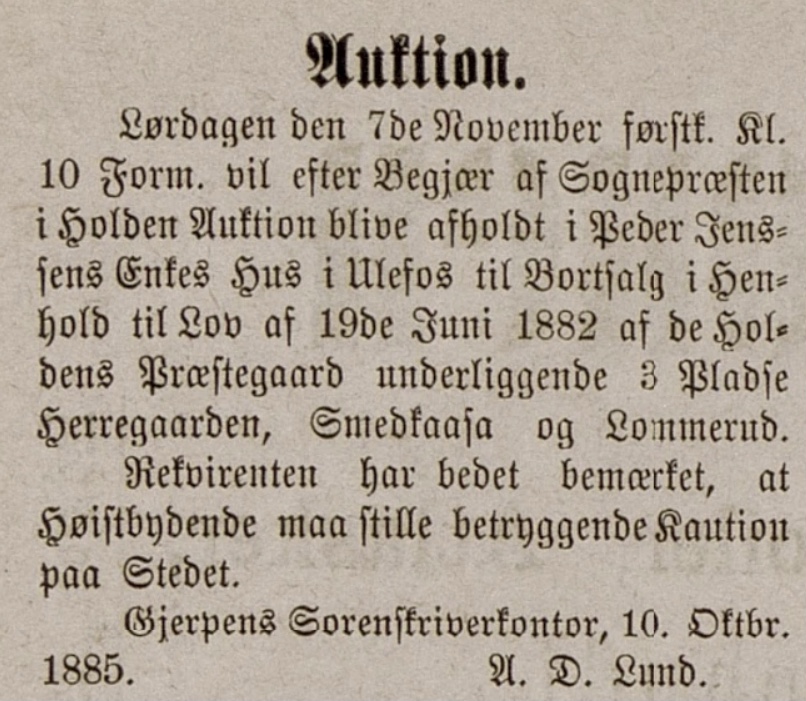 Auktion.
Lørdagen den 7de November førstk. Kl.
10 Form. vil efter Begjær af Sognepræsten
i Holden Auktion blive afholdt i Peder Jens-
sens Enkes Hus i Ulefos til Bortsalg i Hen-
hold til Lov af 19de Juni 1882 af de Hol-
dens Præstegaard underliggende 3 Pladse
Herregaarden, Smedkaasa og Lommerud.
Rekvirenten har bedet bemærket, at
Høistbydende maa stille betryggende Kaution
paa Stedet.
Gjerpens Sorenskriverkontor, 10. Oktbr.
1885. A. D. Lund.